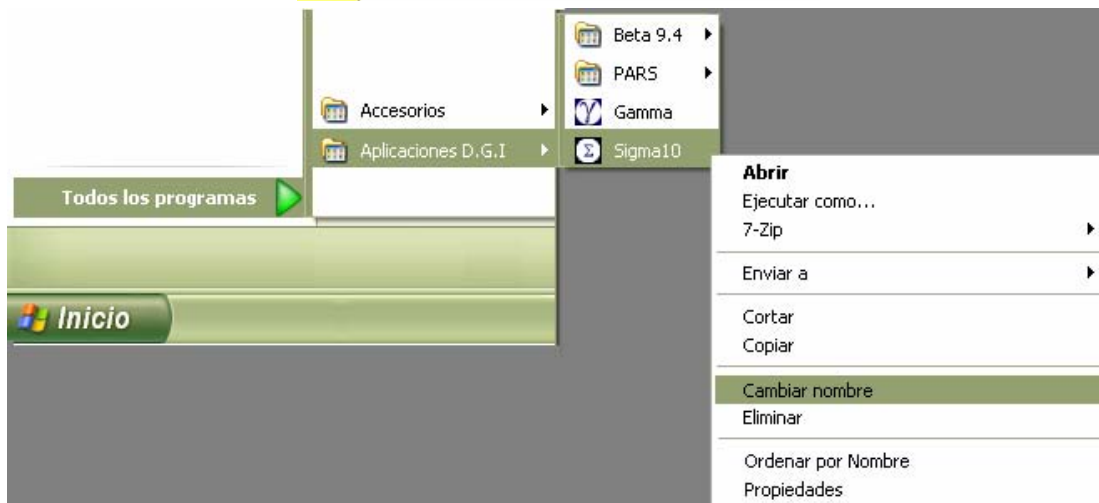 Beta 9.4
PARS
Accesorios
Gamma
Aplicaciones D.G.I
Sigma10
Todos los programas
Inicio
Abrir
Ejecutar como...
7-Zip
Enviar a
Cortar
Copiar
Cambiar nombre
Eliminar
Ordenar por Nombre
Propiedades